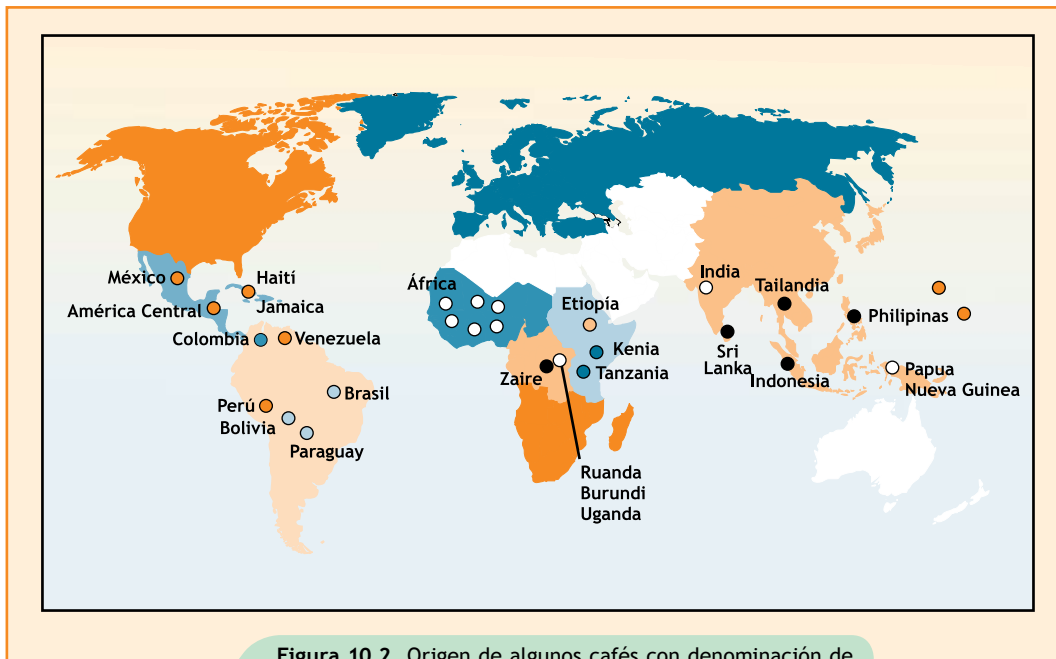 México
Haití
Jamaica
América Central
Colombia
Venezuela
Brasil
Perú
Bolivia
Paraguay
África
Etiopía
Kenia
Tanzania
Zaire
Ruanda
Burundi
Uganda
India
Tailandia
Philipinas
Sri
Lanka
Indonesia
Papua
Nueva Guinea
Figura 10.2 Origen de algunos cafés con denominación de